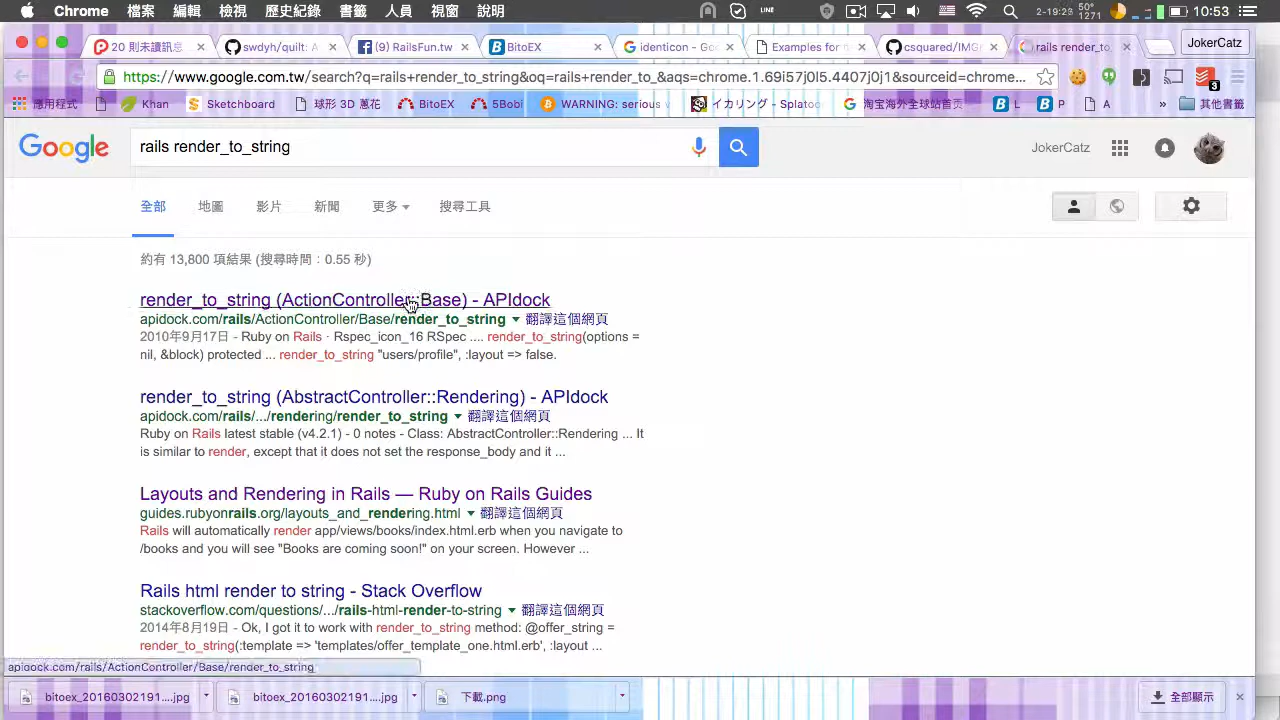 Chrome 檔案 編輯 檢視 歷史紀錄 書籤 人員 視窗 說明 LINE 10:53
20 則未讀訊息 swdyh/quilt: A (9) RailsFun.tw BitoEX identicon - Goo Examples for csquared/IMG rails render_to JokerCatz
https://www.google.com.tw/search?q=rails+render_to_string&oq=rails+render_to_&aqs=chrome.1.69i57j0l5.4407j0j1&sourceid=chrome...
應用程式 Khan Sketchboard 球形 3D 蔥花 BitoEX 5Bobi WARNING: serious イカリング - Splatoo 淘宝海外全球站首页 L P A » 其他書籤
Google rails render_to_string JokerCatz
全部 地圖 影片 新聞 更多 搜尋工具
約有 13,800 項結果 (搜尋時間：0.55 秒)
render_to_string (ActionController::Base) - APIdock
apidock.com/rails/ActionController/Base/render_to_string 翻譯這個網頁
2010年9月17日 - Ruby on Rails · Rspec_icon_16 RSpec .... render_to_string(options =
nil, &block) protected ... render_to_string "users/profile", :layout => false.
render_to_string (AbstractController::Rendering) - APIdock
apidock.com/rails/.../rendering/render_to_string 翻譯這個網頁
Ruby on Rails latest stable (v4.2.1) - 0 notes - Class: AbstractController::Rendering ... It
is similar to render, except that it does not set the response_body and it ...
Layouts and Rendering in Rails — Ruby on Rails Guides
guides.rubyonrails.org/layouts_and_rendering.html 翻譯這個網頁
Rails will automatically render app/views/books/index.html.erb when you navigate to
/books and you will see "Books are coming soon!" on your screen. However ...
Rails html render to string - Stack Overflow
stackoverflow.com/questions/.../rails-html-render-to-string 翻譯這個網頁
2014年8月19日 - Ok, I got it to work with render_to_string method: @offer_string =
render_to_string(:template => 'templates/offer_template_one.html.erb', :layout ...
apidock.com/rails/ActionController/Base/render_to_string
bitoex_20160302191....jpg bitoex_20160302191....jpg 下載.png 全部顯示